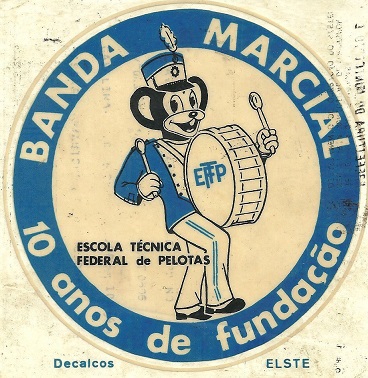 BANDA MARCIAL
ETFP
ESCOLA TÉCNICA
FEDERAL de PELOTAS
10 anos de fundação
Decalcos ELSTE